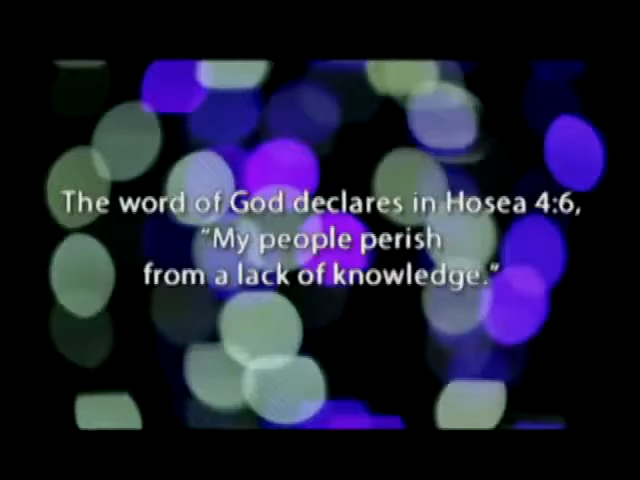 The word of God declares in Hosea 4:6,
“My people perish
from a lack of knowledge.”